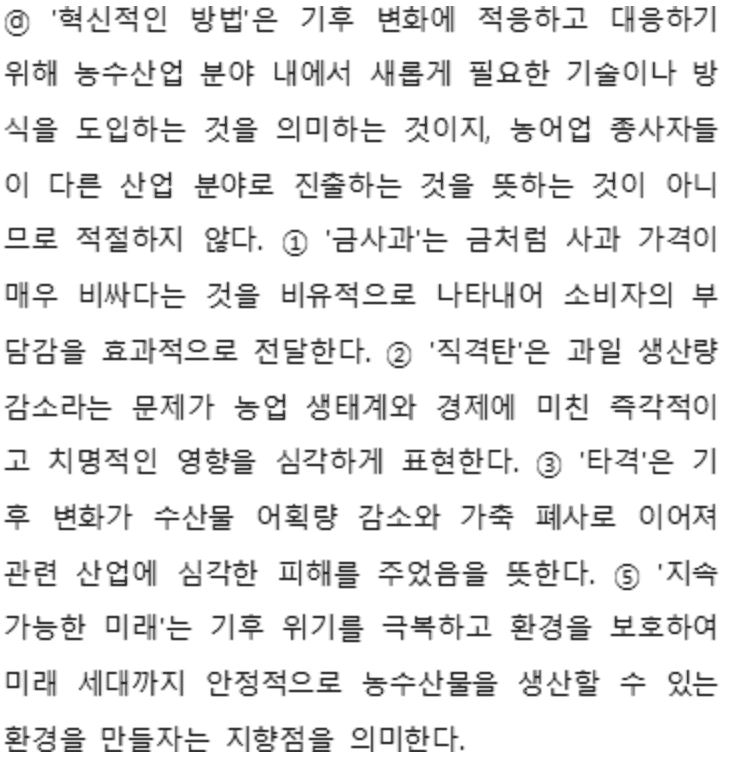 ⓓ '혁신적인 방법'은 기후 변화에 적응하고 대응하기
위해 농수산업 분야 내에서 새롭게 필요한 기술이나 방
식을 도입하는 것을 의미하는 것이지, 농어업 종사자들
이 다른 산업 분야로 진출하는 것을 뜻하는 것이 아니
므로 적절하지 않다. ① '금사과'는 금처럼 사과 가격이
매우 비싸다는 것을 비유적으로 나타내어 소비자의 부
담감을 효과적으로 전달한다. ② '직격탄'은 과일 생산량
감소라는 문제가 농업 생태계와 경제에 미친 즉각적이
고 치명적인 영향을 심각하게 표현한다. ③ '타격'은 기
후 변화가 수산물 어획량 감소와 가축 폐사로 이어져
관련 산업에 심각한 피해를 주었음을 뜻한다. ⑤ '지속
가능한 미래'는 기후 위기를 극복하고 환경을 보호하여
미래 세대까지 안정적으로 농수산물을 생산할 수 있는
환경을 만들자는 지향점을 의미한다.